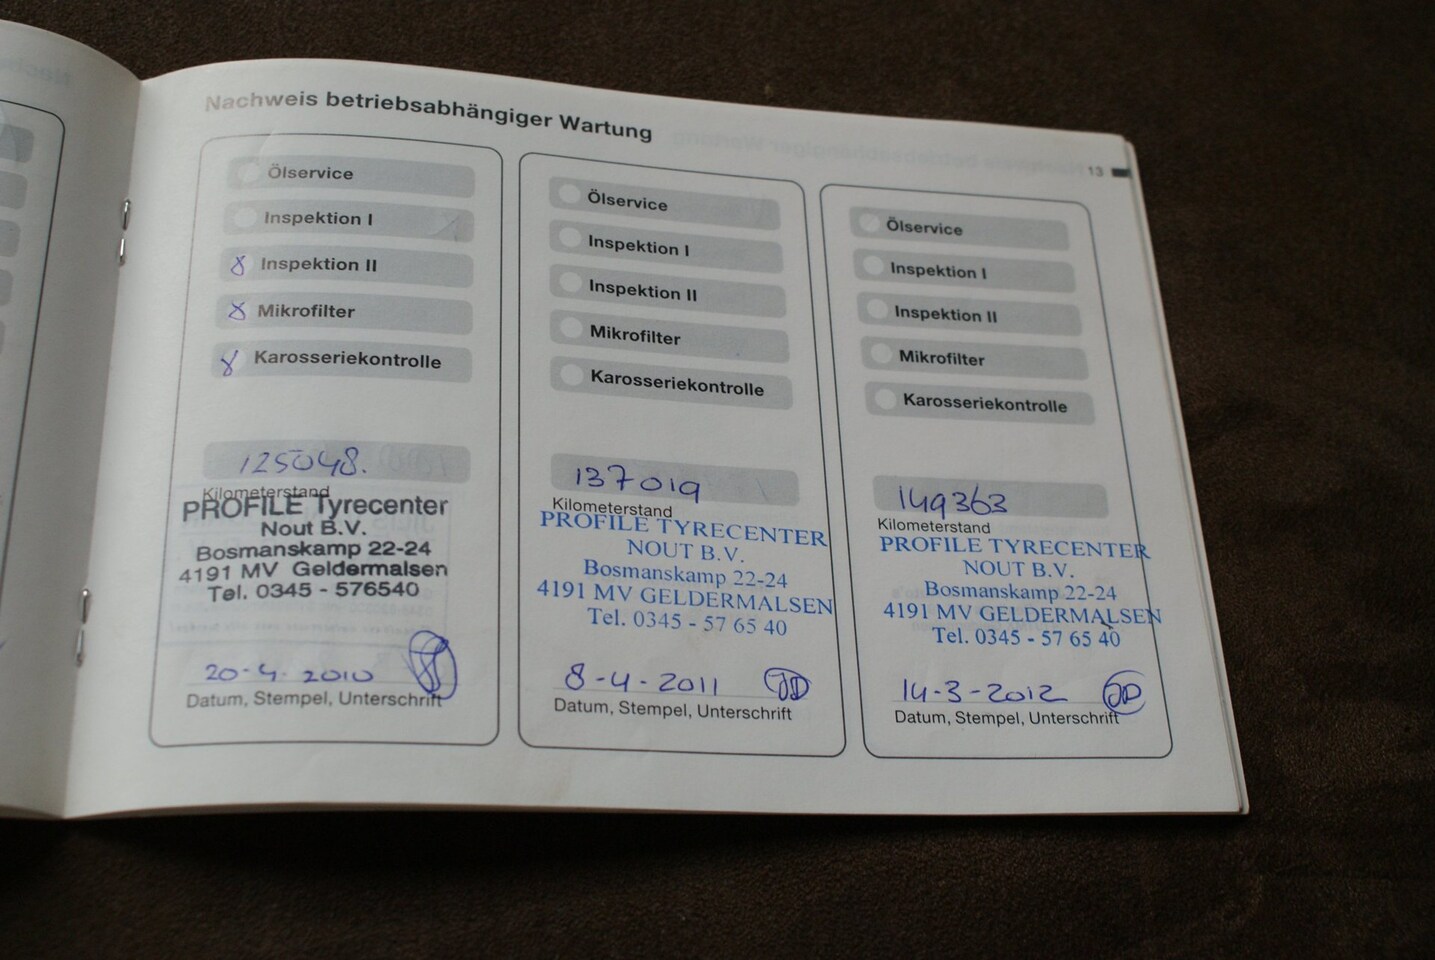 Nachweis betriebsabhängiger Wartung
13
Ölservice
Inspektion I
Inspektion II
Mikrofilter
Karosseriekontrolle
125048.
Kilometerstand
PROFILE Tyrecenter
Nout B.V.
Bosmanskamp 22-24
4191 MV Geldermalsen
Tel. 0345 - 576540
20-4-2010
Datum, Stempel, Unterschrift
Ölservice
Inspektion I
Inspektion II
Mikrofilter
Karosseriekontrolle
137019
Kilometerstand
PROFILE TYRECENTER
NOUT B.V.
Bosmanskamp 22-24
4191 MV GELDERMALSEN
Tel. 0345 - 57 65 40
8-4-2011 JD
Datum, Stempel, Unterschrift
Ölservice
Inspektion I
Inspektion II
Mikrofilter
Karosseriekontrolle
149363
Kilometerstand
PROFILE TYRECENTER
NOUT B.V.
Bosmanskamp 22-24
4191 MV GELDERMALSEN
Tel. 0345 - 57 65 40
14-3-2012 JD
Datum, Stempel, Unterschrift